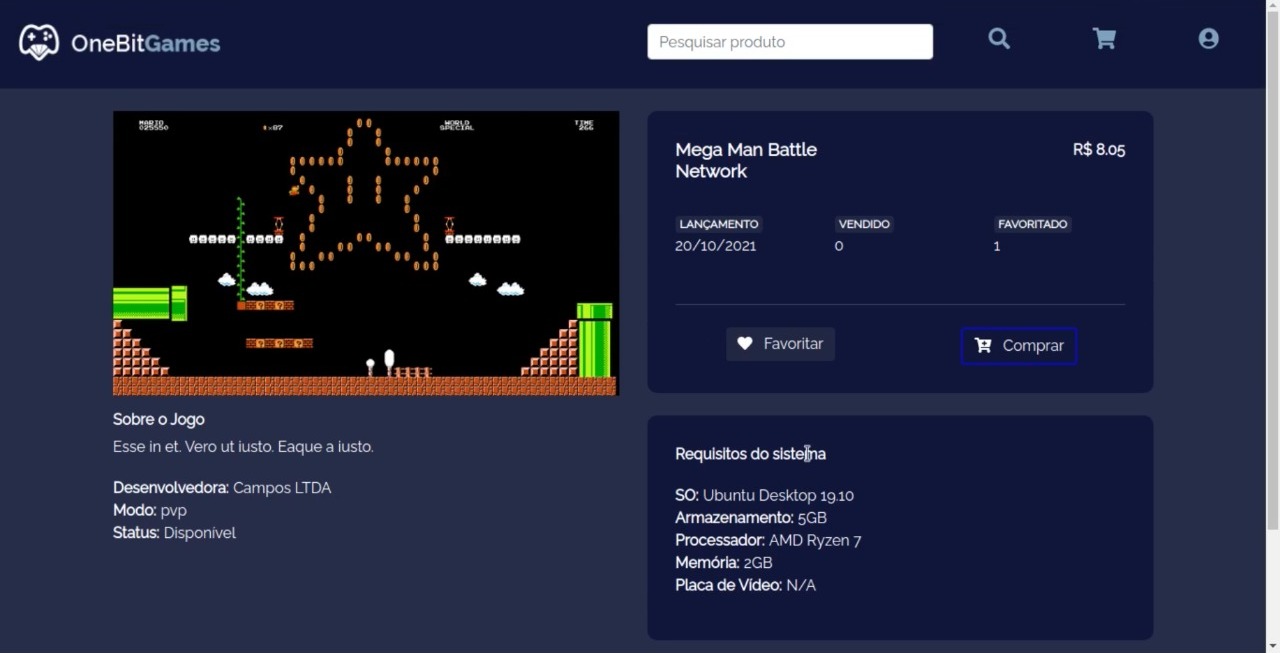 OneBitGames
Pesquisar produto
MARIO
025550
×87
WORLD
SPECIAL
TIME
266
Mega Man Battle
Network
R$ 8.05
LANÇAMENTO VENDIDO FAVORITADO
20/10/2021 0 1
Favoritar Comprar
Sobre o Jogo
Esse in et. Vero ut iusto. Eaque a iusto.
Desenvolvedora: Campos LTDA
Modo: pvp
Status: Disponível
Requisitos do sistema
SO: Ubuntu Desktop 19.10
Armazenamento: 5GB
Processador: AMD Ryzen 7
Memória: 2GB
Placa de Vídeo: N/A